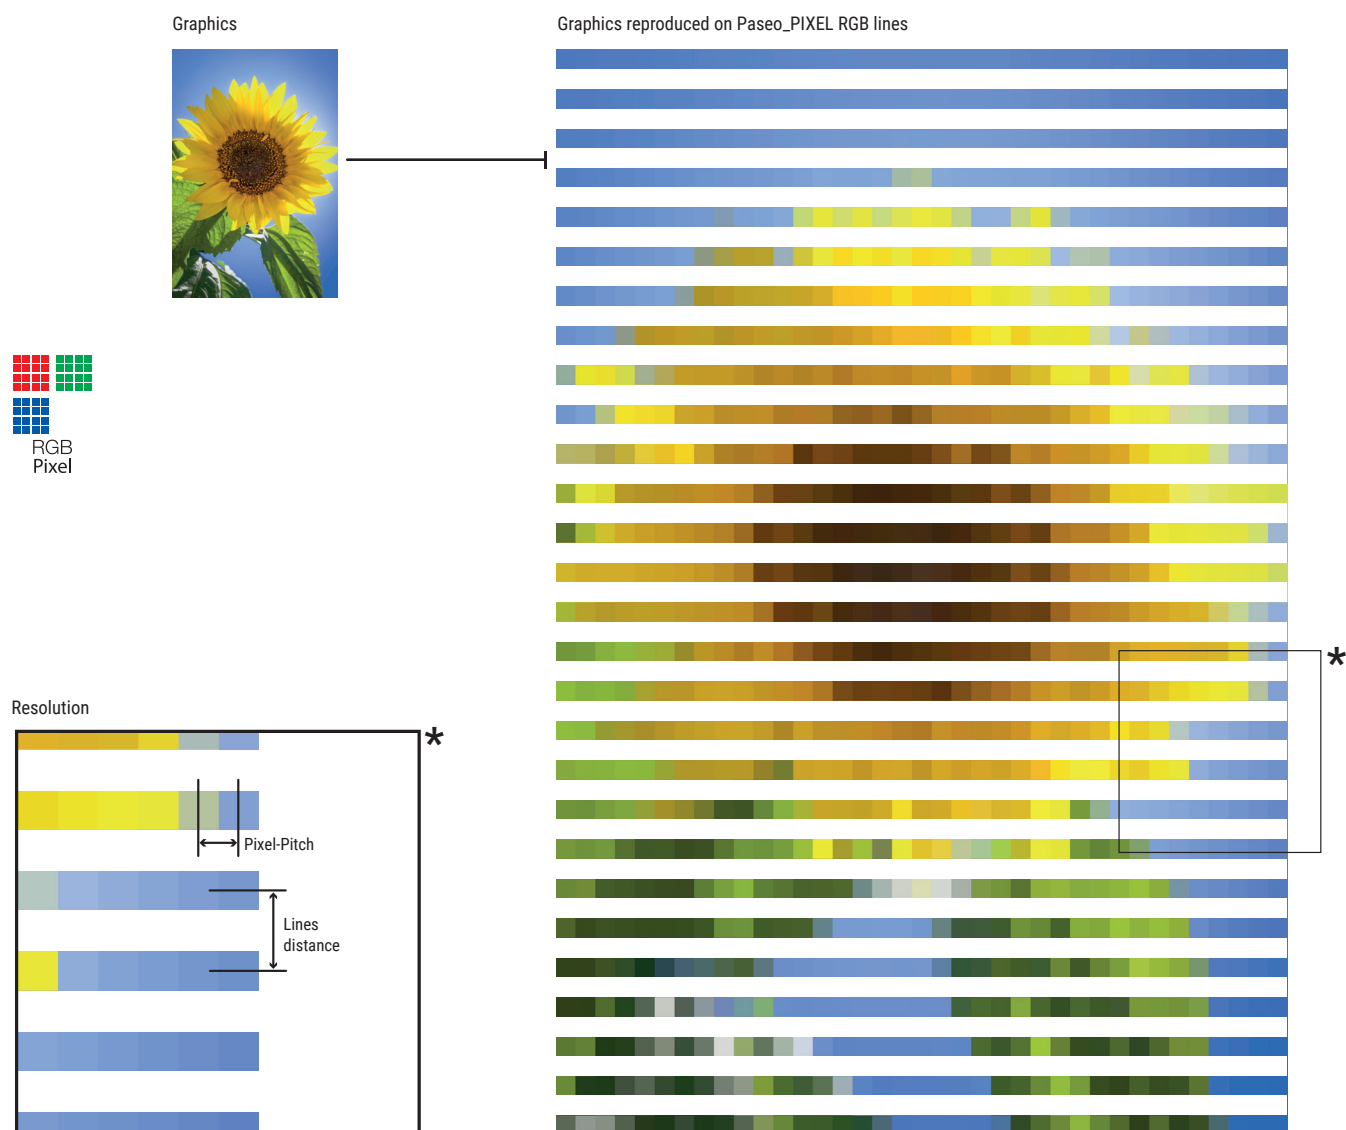 Graphics
Graphics reproduced on Paseo_PIXEL RGB lines
RGB
Pixel
*
Resolution
*
Pixel-Pitch
Lines
distance